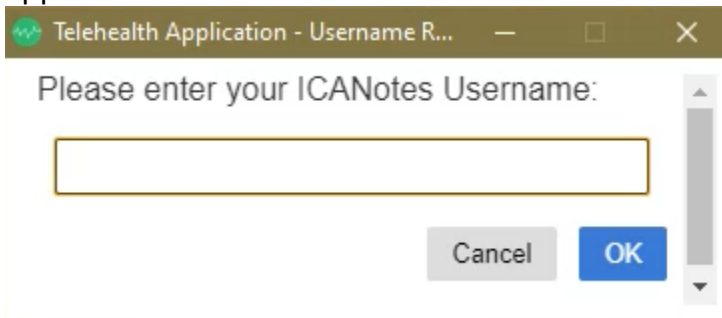 Telehealth Application - Username R...
Please enter your ICANotes Username:
Cancel OK